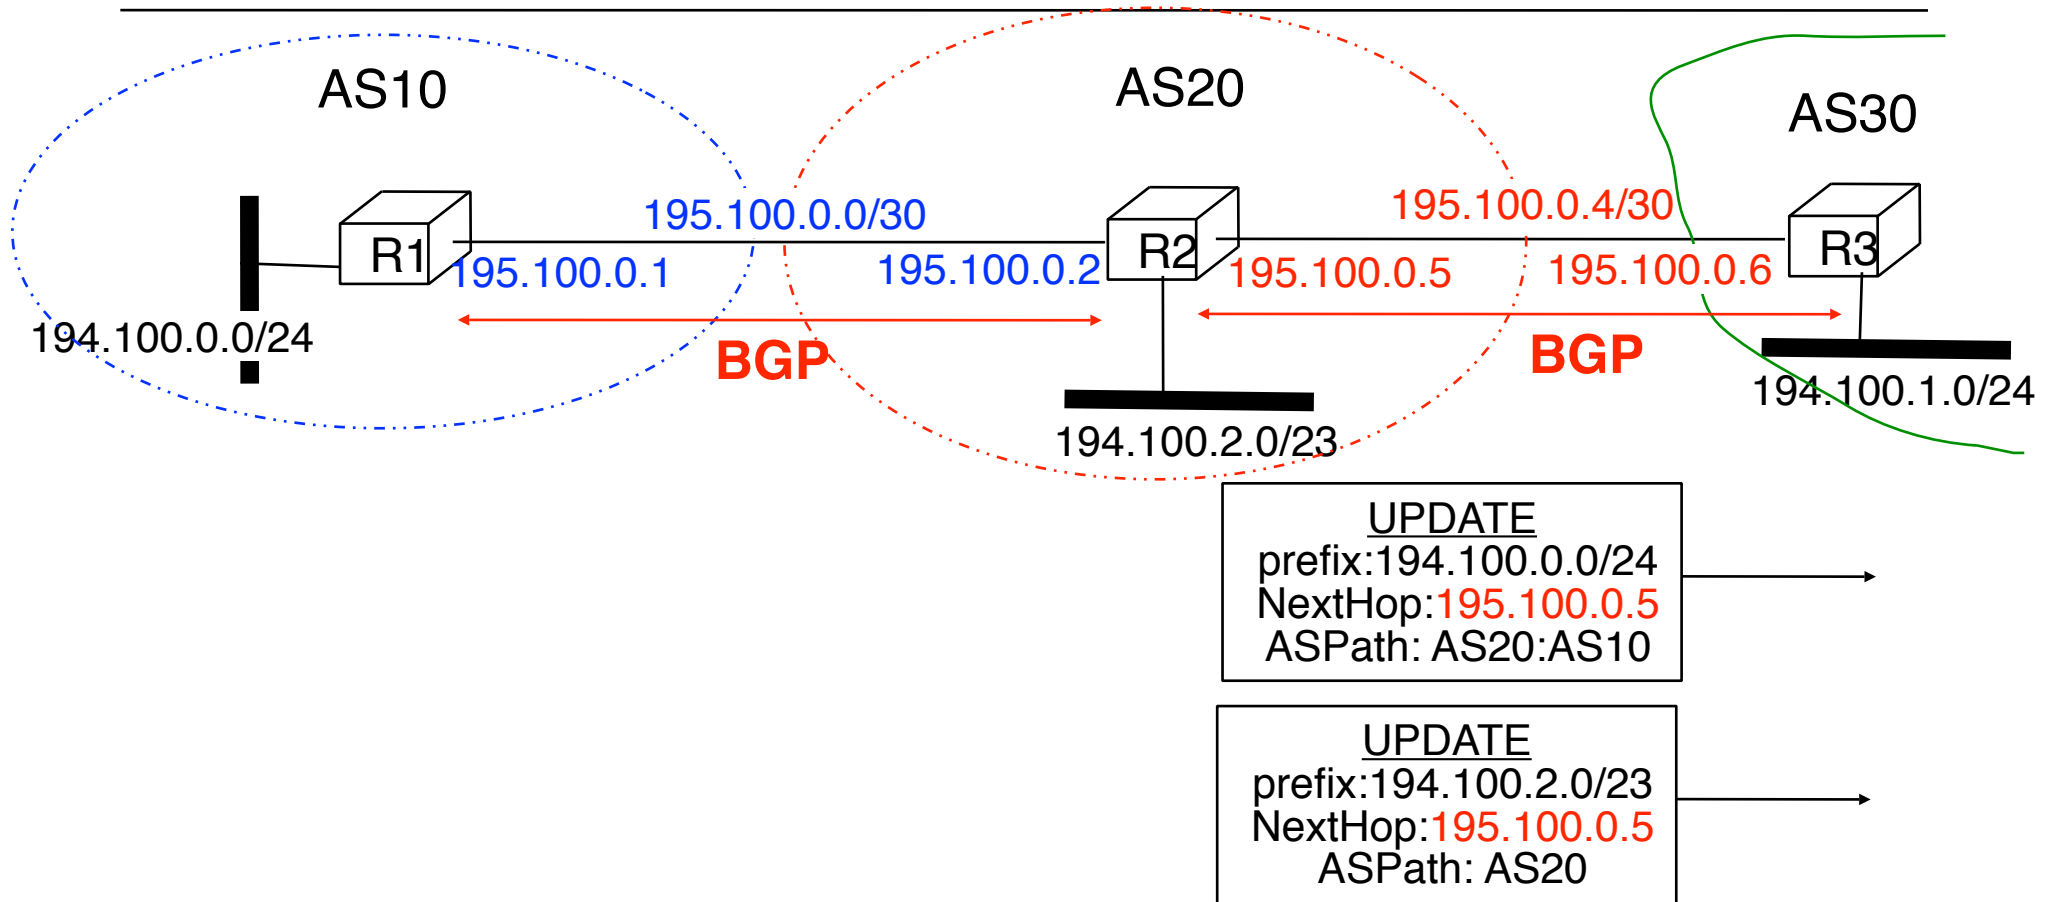 AS10
AS20
AS30
195.100.0.0/30
195.100.0.4/30
R1
R2
R3
195.100.0.1
195.100.0.2
195.100.0.5
195.100.0.6
194.100.0.0/24
BGP
BGP
194.100.1.0/24
194.100.2.0/23
UPDATE
prefix:194.100.0.0/24
NextHop:195.100.0.5
ASPath: AS20:AS10
UPDATE
prefix:194.100.2.0/23
NextHop:195.100.0.5
ASPath: AS20